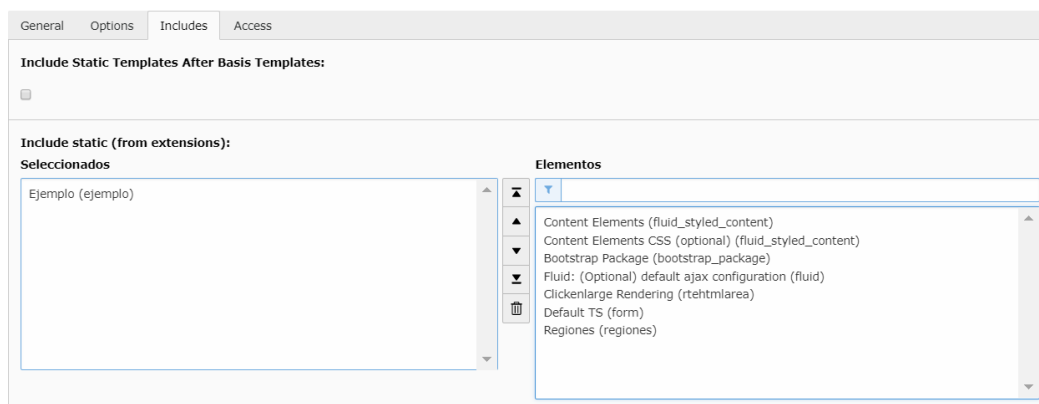 General Options Includes Access
Include Static Templates After Basis Templates:
Include static (from extensions):
Seleccionados
Ejemplo (ejemplo)
Elementos
Content Elements (fluid_styled_content)
Content Elements CSS (optional) (fluid_styled_content)
Bootstrap Package (bootstrap_package)
Fluid: (Optional) default ajax configuration (fluid)
Clickenlarge Rendering (rtehtmlarea)
Default TS (form)
Regiones (regiones)